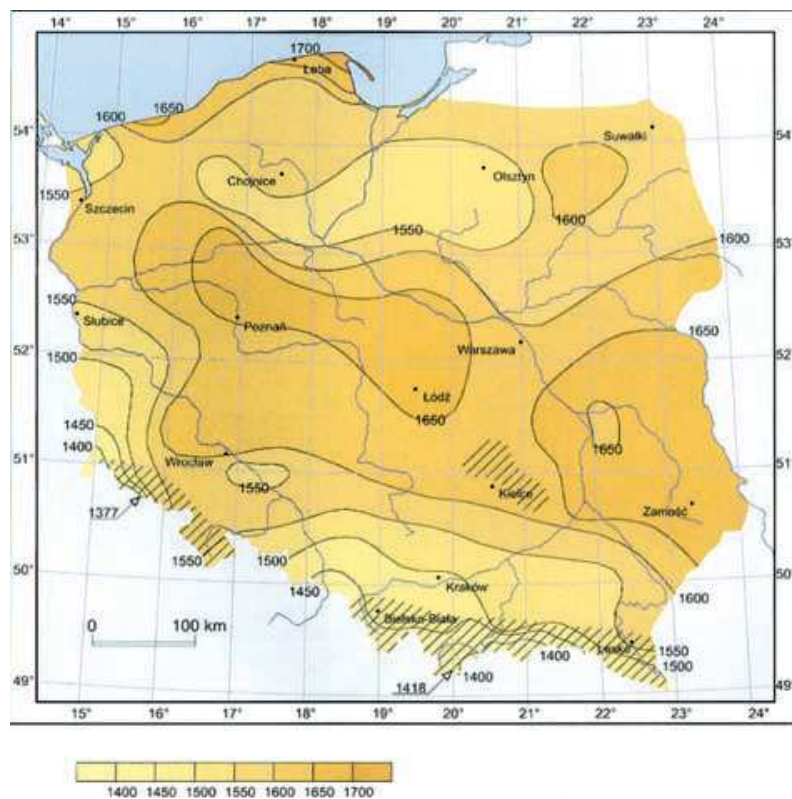 14° 15° 16° 17° 18° 19° 20° 21° 22° 23° 24°
1700
Łeba
1650
1600
54° 54°
Suwałki
Chojnice
Olsztyn
1550
Szczecin
1600
1550
53° 53°
1600
1550
Słubice
Poznań
1650
Warszawa
52° 52°
1500
Łódź
1650
1450
1650
1400
Wrocław
51° 51°
1550
Kielce
1377
Zamość
1550
1500
50° 50°
1450
Kraków
1600
0 100 km
Bielsko-Biała
Lesko
1550
1400
1500
1400
49° 49°
1418
15° 16° 17° 18° 19° 20° 21° 22° 23° 24°
1400 1450 1500 1550 1600 1650 1700